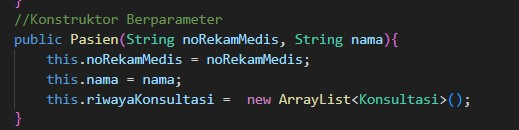 }
//Konstruktor Berparameter
public Pasien(String noRekamMedis, String nama){
    this.noRekamMedis = noRekamMedis;
    this.nama = nama;
    this.riwayaKonsultasi =  new ArrayList<Konsultasi>();
}